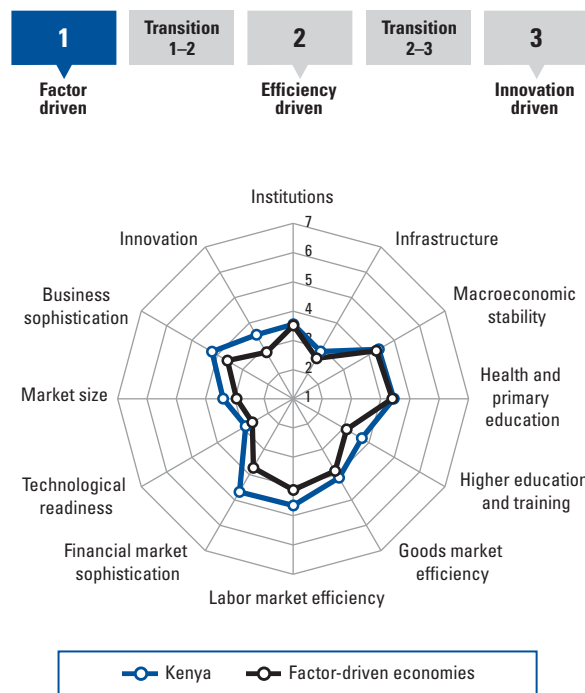 1
Transition
1–2
2
Transition
2–3
3
Factor
driven
Efficiency
driven
Innovation
driven
Institutions
7
Innovation
6
Infrastructure
5
Business
sophistication
4
Macroeconomic
stability
3
2
Market size
1
Health and
primary
education
Technological
readiness
Higher education
and training
Financial market
sophistication
Goods market
efficiency
Labor market efficiency
Kenya
Factor-driven economies